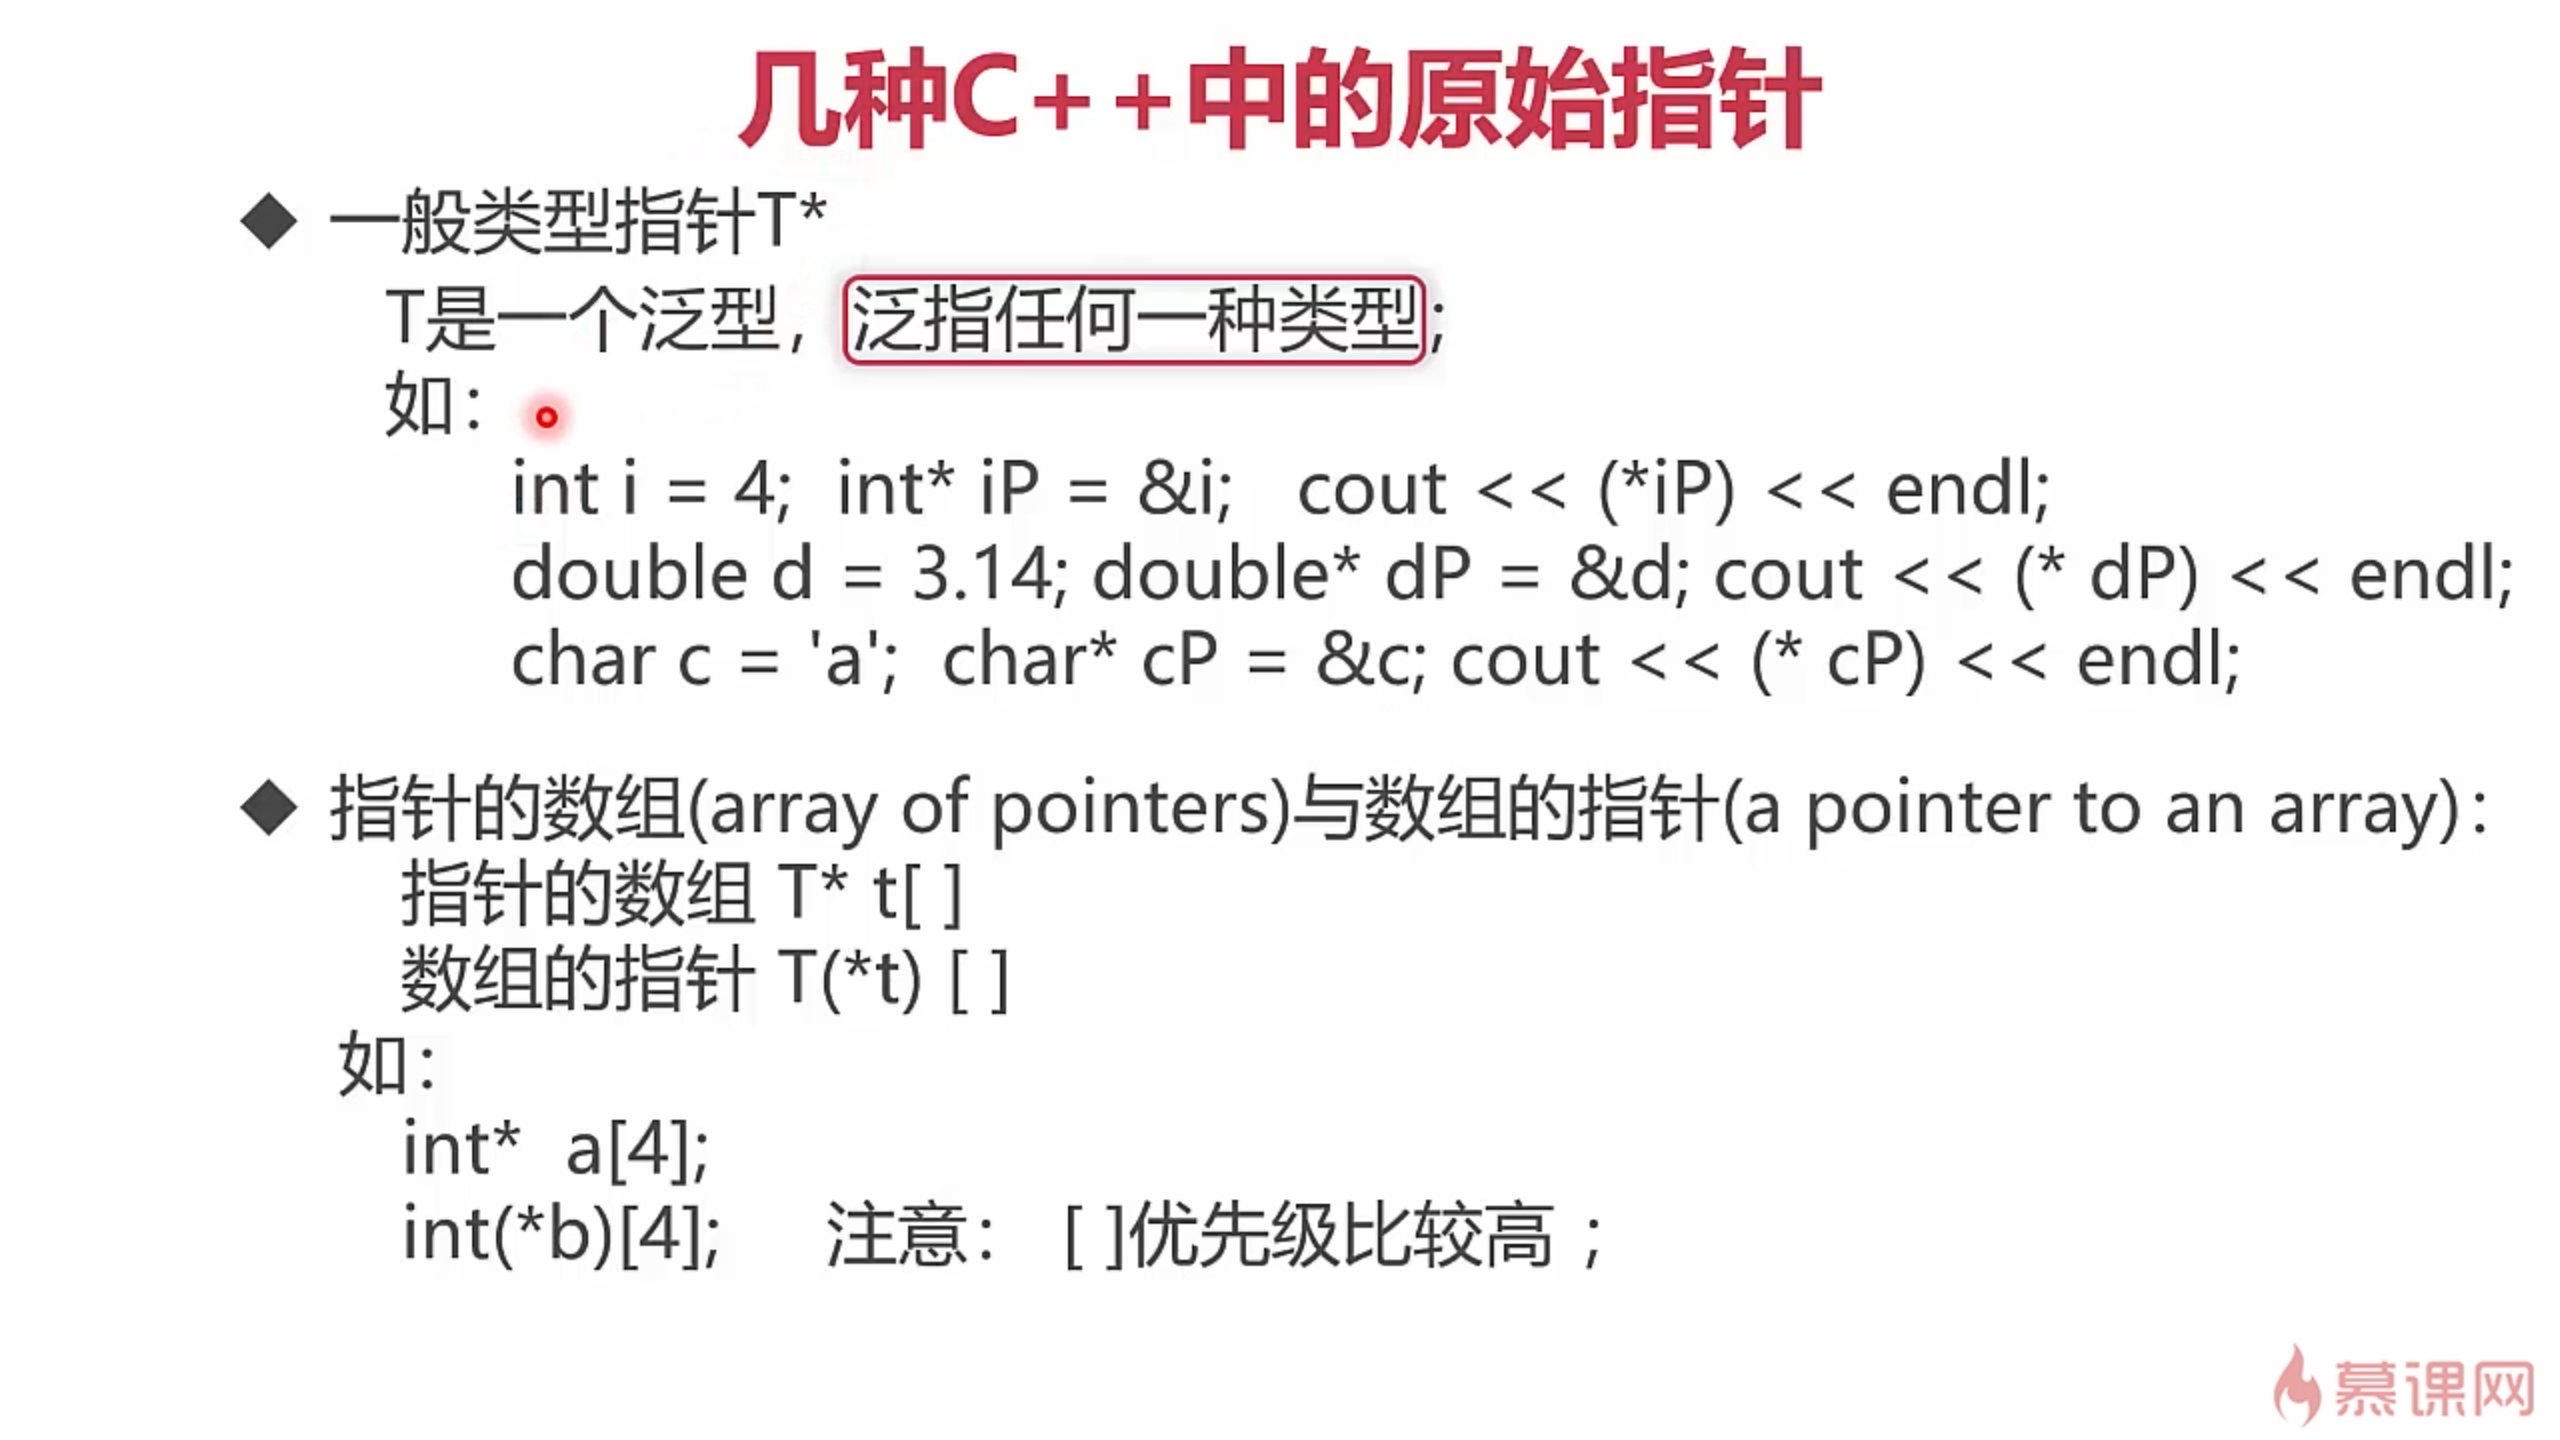 几种C++中的原始指针
◆ 一般类型指针T*
T是一个泛型，泛指任何一种类型;
如：
int i = 4;  int* iP = &i;   cout << (*iP) << endl;
double d = 3.14; double* dP = &d; cout << (* dP) << endl;
char c = 'a';  char* cP = &c; cout << (* cP) << endl;
◆ 指针的数组(array of pointers)与数组的指针(a pointer to an array)：
指针的数组 T* t[ ]
数组的指针 T(*t) [ ]
如：
int*  a[4];
int(*b)[4];     注意：  [ ]优先级比较高 ；
慕课网